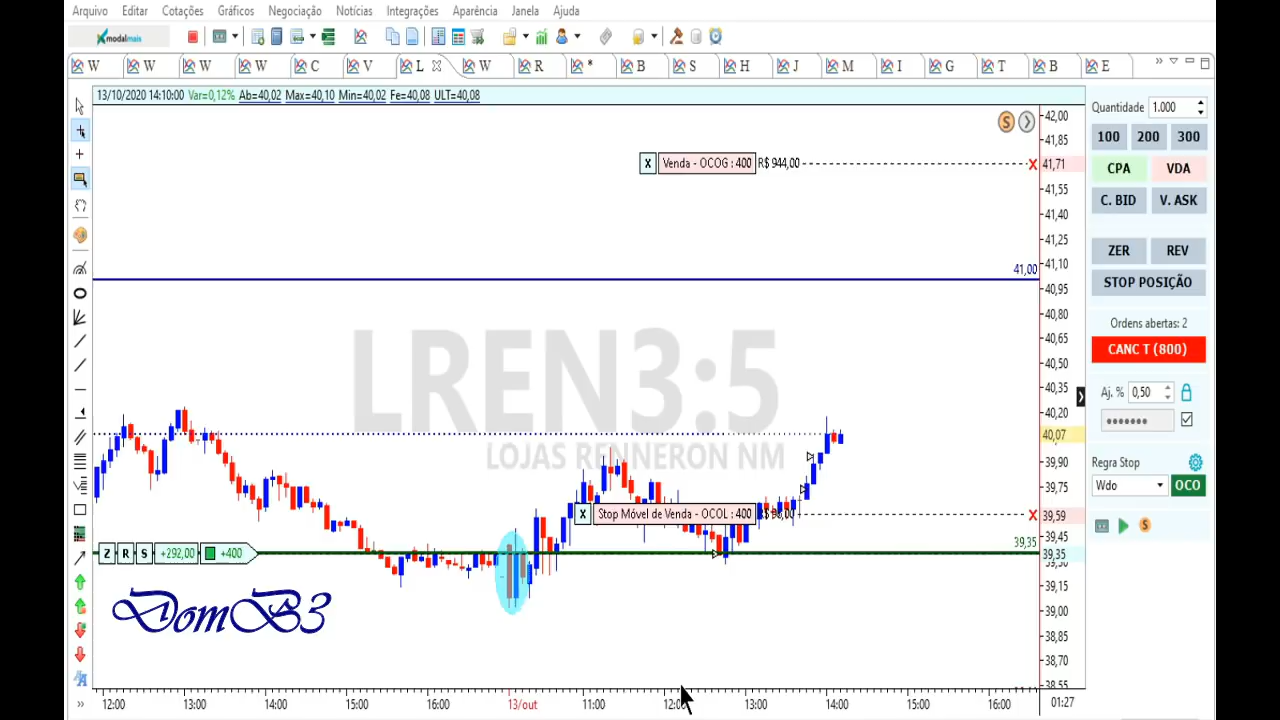 Arquivo Editar Cotações Gráficos Negociação Notícias Integrações Aparência Janela Ajuda
modalmais
W W W W C V L W R * B S H J M I G T B E
13/10/2020 14:10:00 Var=0,12% Ab=40,02 Max=40,10 Min=40,02 Fe=40,08 ULT=40,08
Quantidade 1.000
100 200 300
CPA VDA
C. BID V. ASK
ZER REV
STOP POSIÇÃO
Ordens abertas: 2
CANC T (800)
Aj. % 0,50
Regra Stop
Wdo OCO
S
X Venda - OCOG : 400 R$ 944,00
41,00
LREN3:5
LOJAS RENNERON NM
X Stop Móvel de Venda - OCOL : 400
39,35
Z R S +292,00 +400
DomB3
42,00
41,85
41,71
41,55
41,40
41,25
41,10
40,95
40,80
40,65
40,50
40,35
40,20
40,07
39,90
39,75
39,59
39,45
39,35
39,15
39,00
38,85
38,70
38,55
12:00 13:00 14:00 15:00 16:00 13/out 11:00 12:00 13:00 14:00 15:00 16:00 01:27